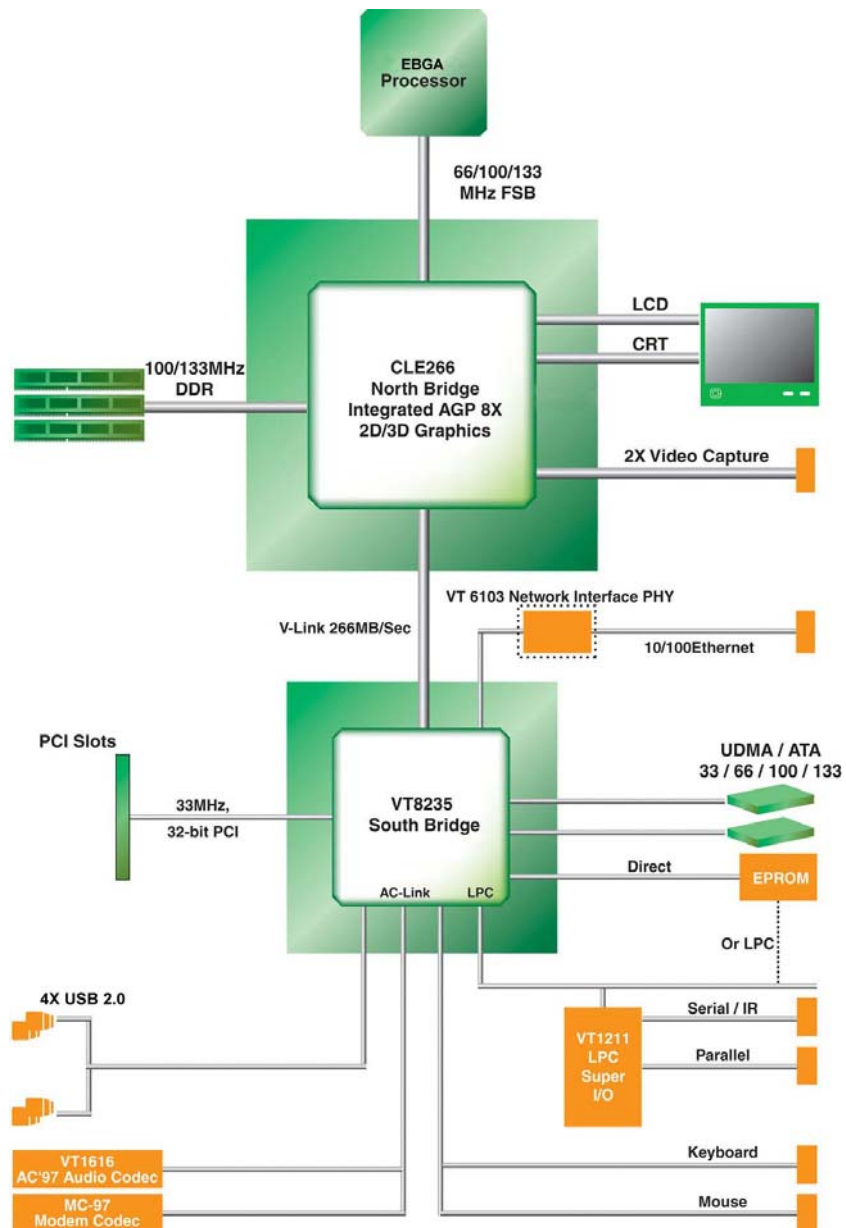 EBGA
Processor
66/100/133
MHz FSB
LCD
CRT
100/133MHz
DDR
CLE266
North Bridge
Integrated AGP 8X
2D/3D Graphics
2X Video Capture
VT 6103 Network Interface PHY
V-Link 266MB/Sec
10/100Ethernet
PCI Slots
UDMA / ATA
33 / 66 / 100 / 133
33MHz,
32-bit PCI
VT8235
South Bridge
Direct
EPROM
AC-Link
LPC
Or LPC
4X USB 2.0
Serial / IR
VT1211
LPC
Super
I/O
Parallel
VT1616
AC'97 Audio Codec
Keyboard
MC-97
Modem Codec
Mouse